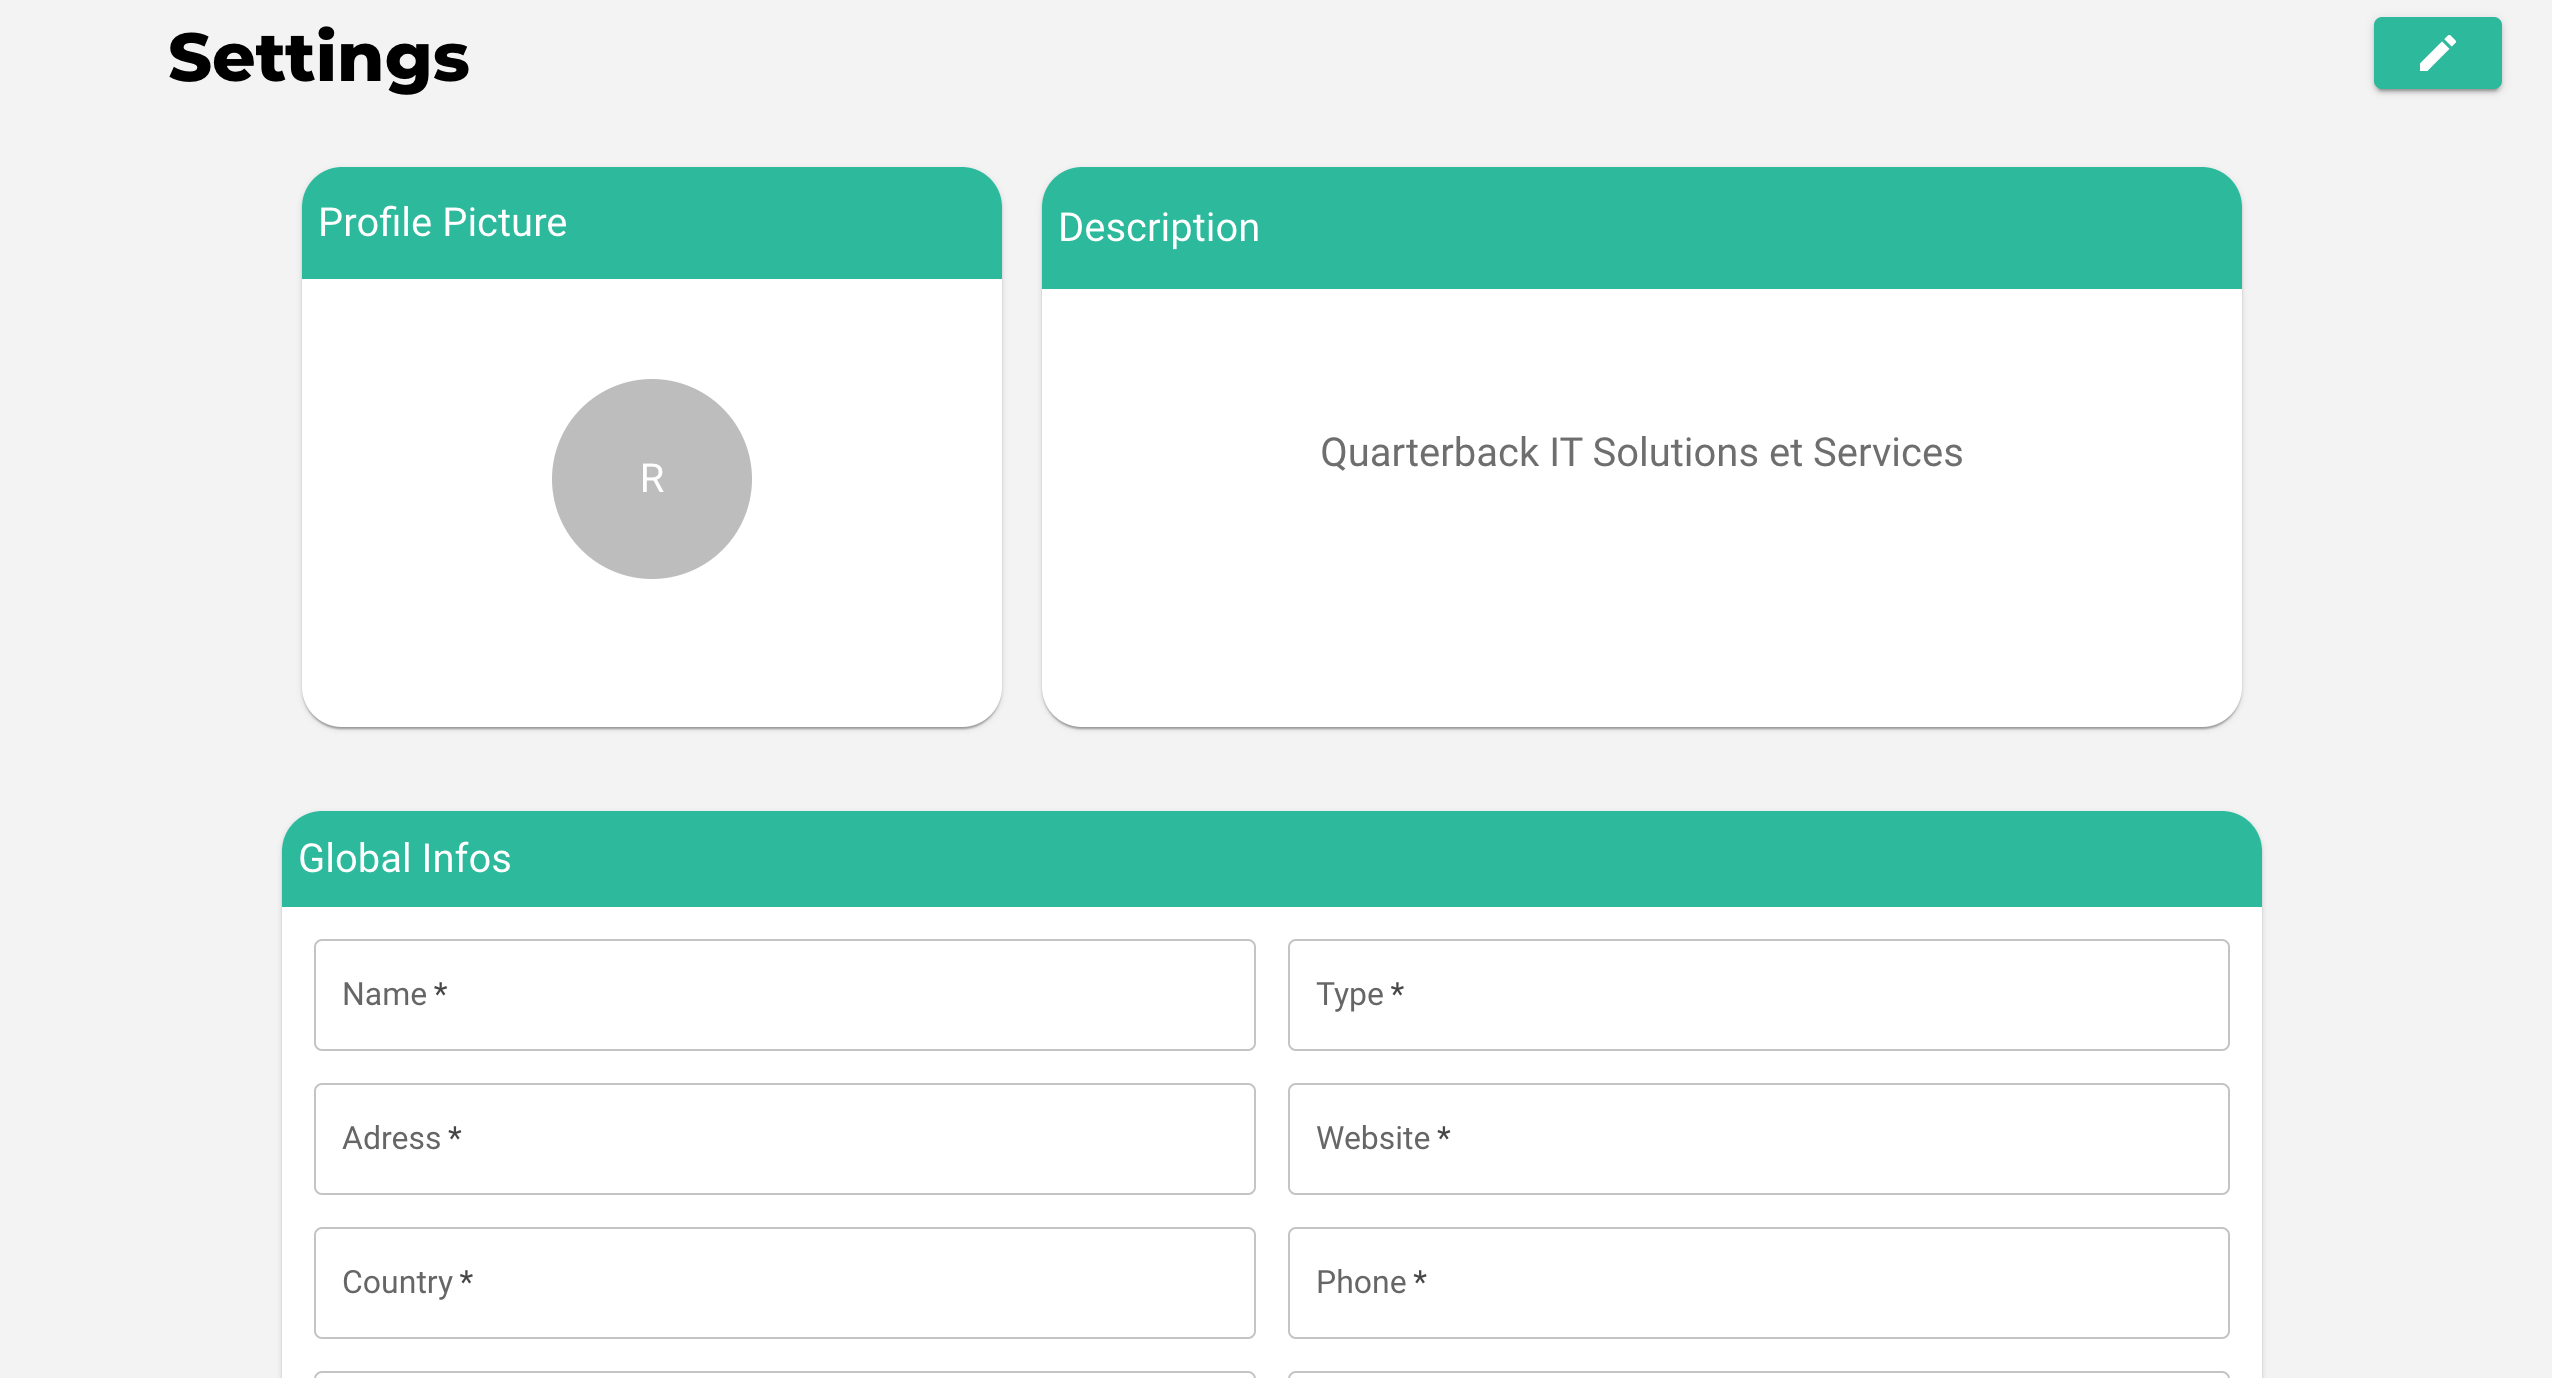 Settings
Profile Picture
Description
R
Quarterback IT Solutions et Services
Global Infos
Name *
Type *
Adress *
Website *
Country *
Phone *